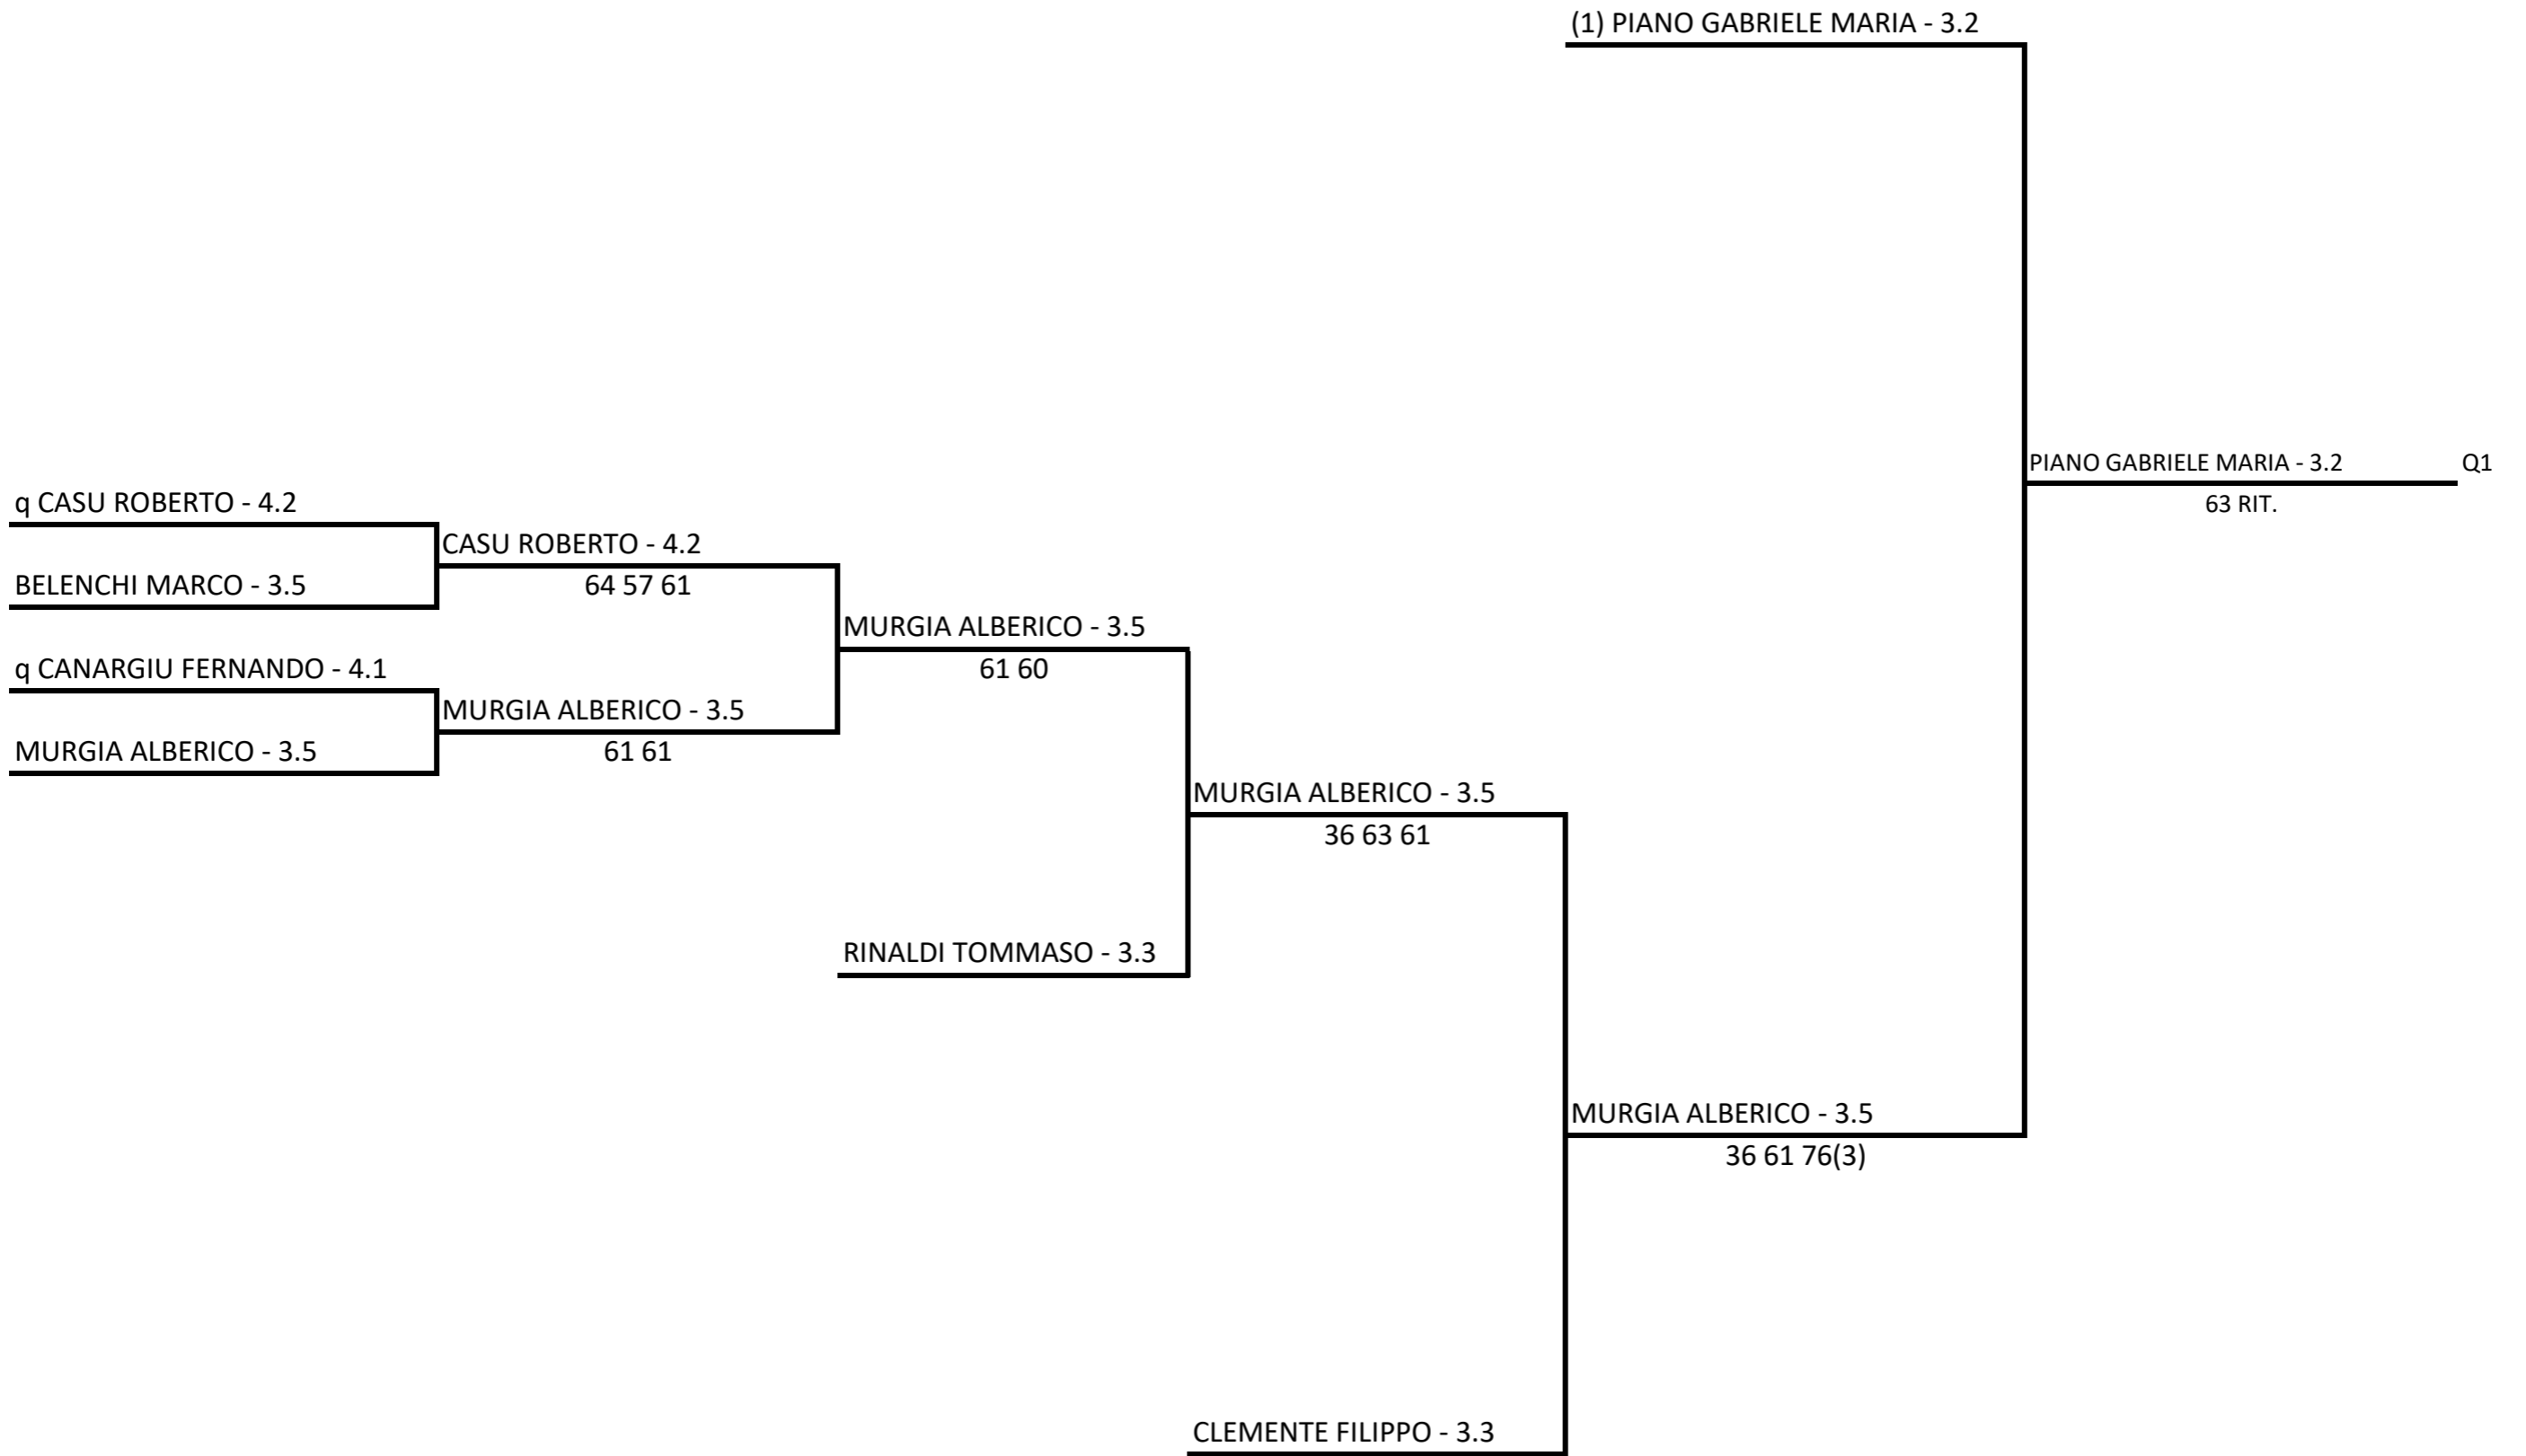 (1) PIANO GABRIELE MARIA - 3.2
PIANO GABRIELE MARIA - 3.2 Q1
63 RIT.
q CASU ROBERTO - 4.2
CASU ROBERTO - 4.2
BELENCHI MARCO - 3.5
64 57 61
MURGIA ALBERICO - 3.5
61 60
q CANARGIU FERNANDO - 4.1
MURGIA ALBERICO - 3.5
MURGIA ALBERICO - 3.5
61 61
MURGIA ALBERICO - 3.5
36 63 61
RINALDI TOMMASO - 3.3
MURGIA ALBERICO - 3.5
36 61 76(3)
CLEMENTE FILIPPO - 3.3